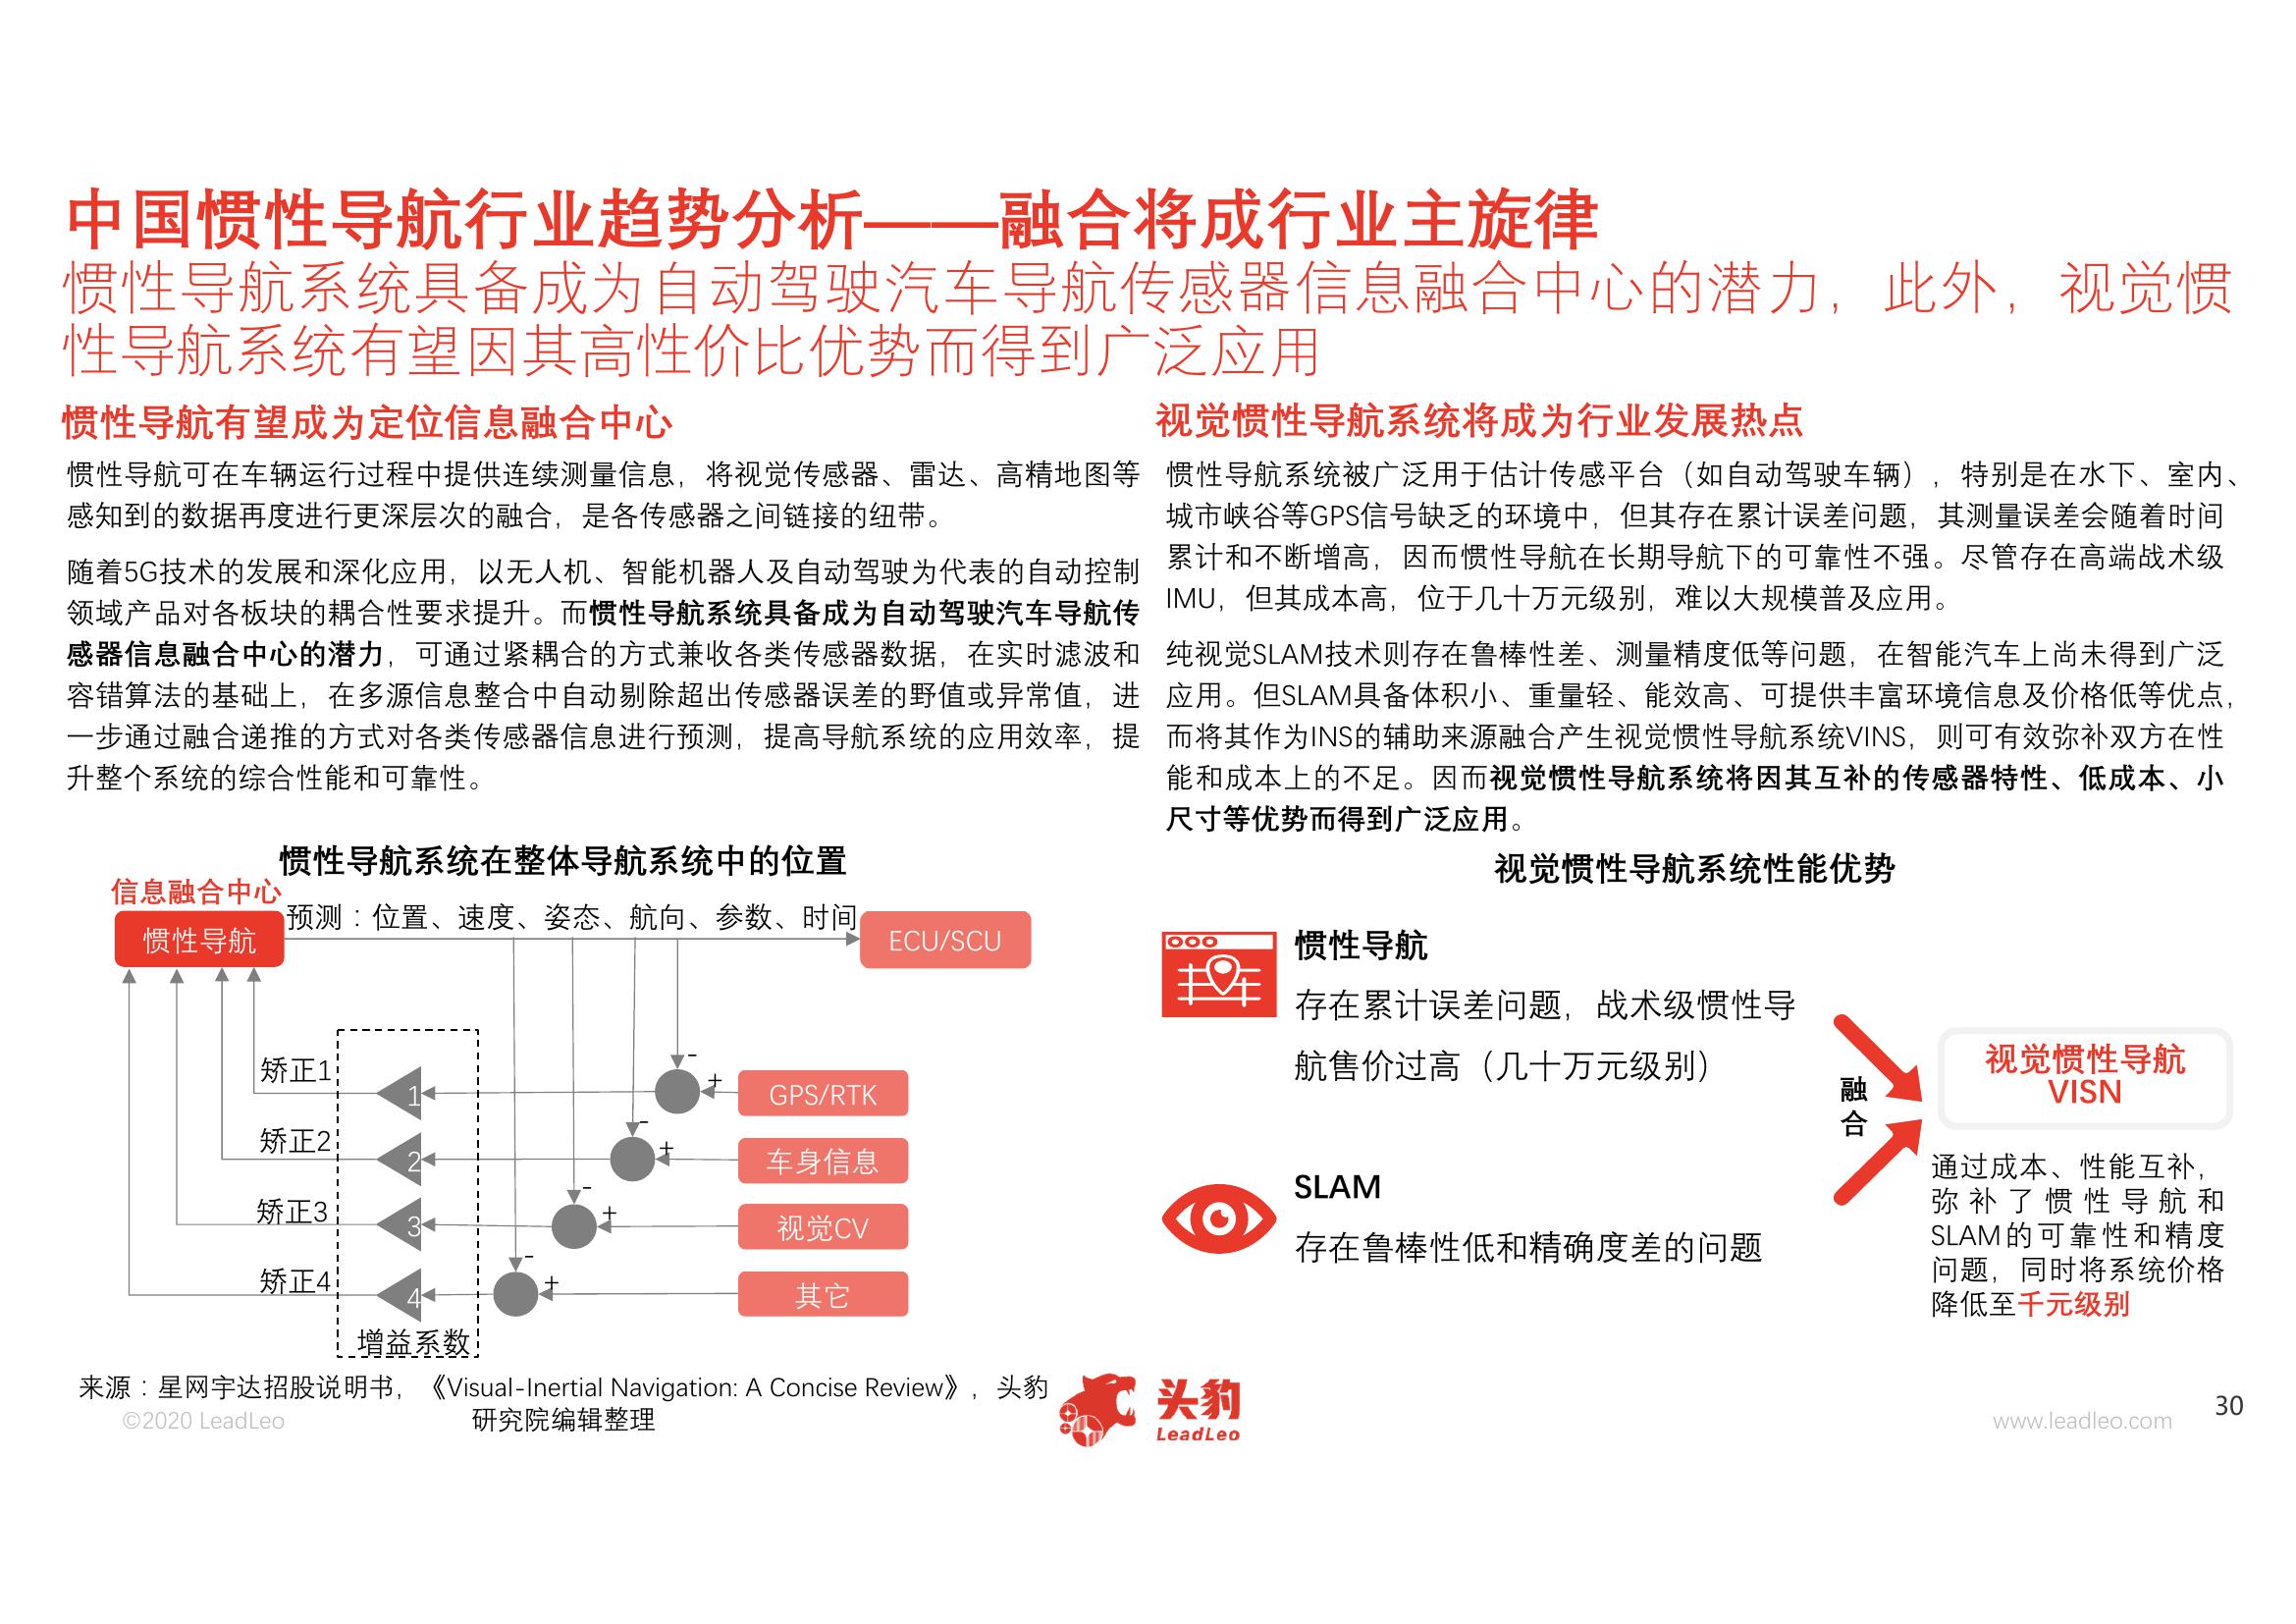 中国惯性导航行业趋势分析——融合将成行业主旋律
惯性导航系统具备成为自动驾驶汽车导航传感器信息融合中心的潜力，此外，视觉惯
性导航系统有望因其高性价比优势而得到广泛应用
惯性导航有望成为定位信息融合中心
惯性导航可在车辆运行过程中提供连续测量信息，将视觉传感器、雷达、高精地图等
感知到的数据再度进行更深层次的融合，是各传感器之间链接的纽带。
随着5G技术的发展和深化应用，以无人机、智能机器人及自动驾驶为代表的自动控制
领域产品对各板块的耦合性要求提升。而惯性导航系统具备成为自动驾驶汽车导航传
感器信息融合中心的潜力，可通过紧耦合的方式兼收各类传感器数据，在实时滤波和
容错算法的基础上，在多源信息整合中自动剔除超出传感器误差的野值或异常值，进
一步通过融合递推的方式对各类传感器信息进行预测，提高导航系统的应用效率，提
升整个系统的综合性能和可靠性。
视觉惯性导航系统将成为行业发展热点
惯性导航系统被广泛用于估计传感平台（如自动驾驶车辆），特别是在水下、室内、
城市峡谷等GPS信号缺乏的环境中，但其存在累计误差问题，其测量误差会随着时间
累计和不断增高，因而惯性导航在长期导航下的可靠性不强。尽管存在高端战术级
IMU，但其成本高，位于几十万元级别，难以大规模普及应用。
纯视觉SLAM技术则存在鲁棒性差、测量精度低等问题，在智能汽车上尚未得到广泛
应用。但SLAM具备体积小、重量轻、能效高、可提供丰富环境信息及价格低等优点，
而将其作为INS的辅助来源融合产生视觉惯性导航系统VINS，则可有效弥补双方在性
能和成本上的不足。因而视觉惯性导航系统将因其互补的传感器特性、低成本、小
尺寸等优势而得到广泛应用。
惯性导航系统在整体导航系统中的位置
信息融合中心
惯性导航
预测：位置、速度、姿态、航向、参数、时间
ECU/SCU
矫正1
1
-
+
GPS/RTK
矫正2
2
-
+
车身信息
矫正3
3
-
+
视觉CV
矫正4
4
-
+
其它
增益系数
视觉惯性导航系统性能优势
惯性导航
存在累计误差问题，战术级惯性导
航售价过高（几十万元级别）
SLAM
存在鲁棒性低和精确度差的问题
融
合
视觉惯性导航
VISN
通过成本、性能互补，
弥补了惯性导航和
SLAM的可靠性和精度
问题，同时将系统价格
降低至千元级别
来源：星网宇达招股说明书，《Visual-Inertial Navigation: A Concise Review》，头豹
研究院编辑整理
©2020 LeadLeo
头豹
LeadLeo
www.leadleo.com
30